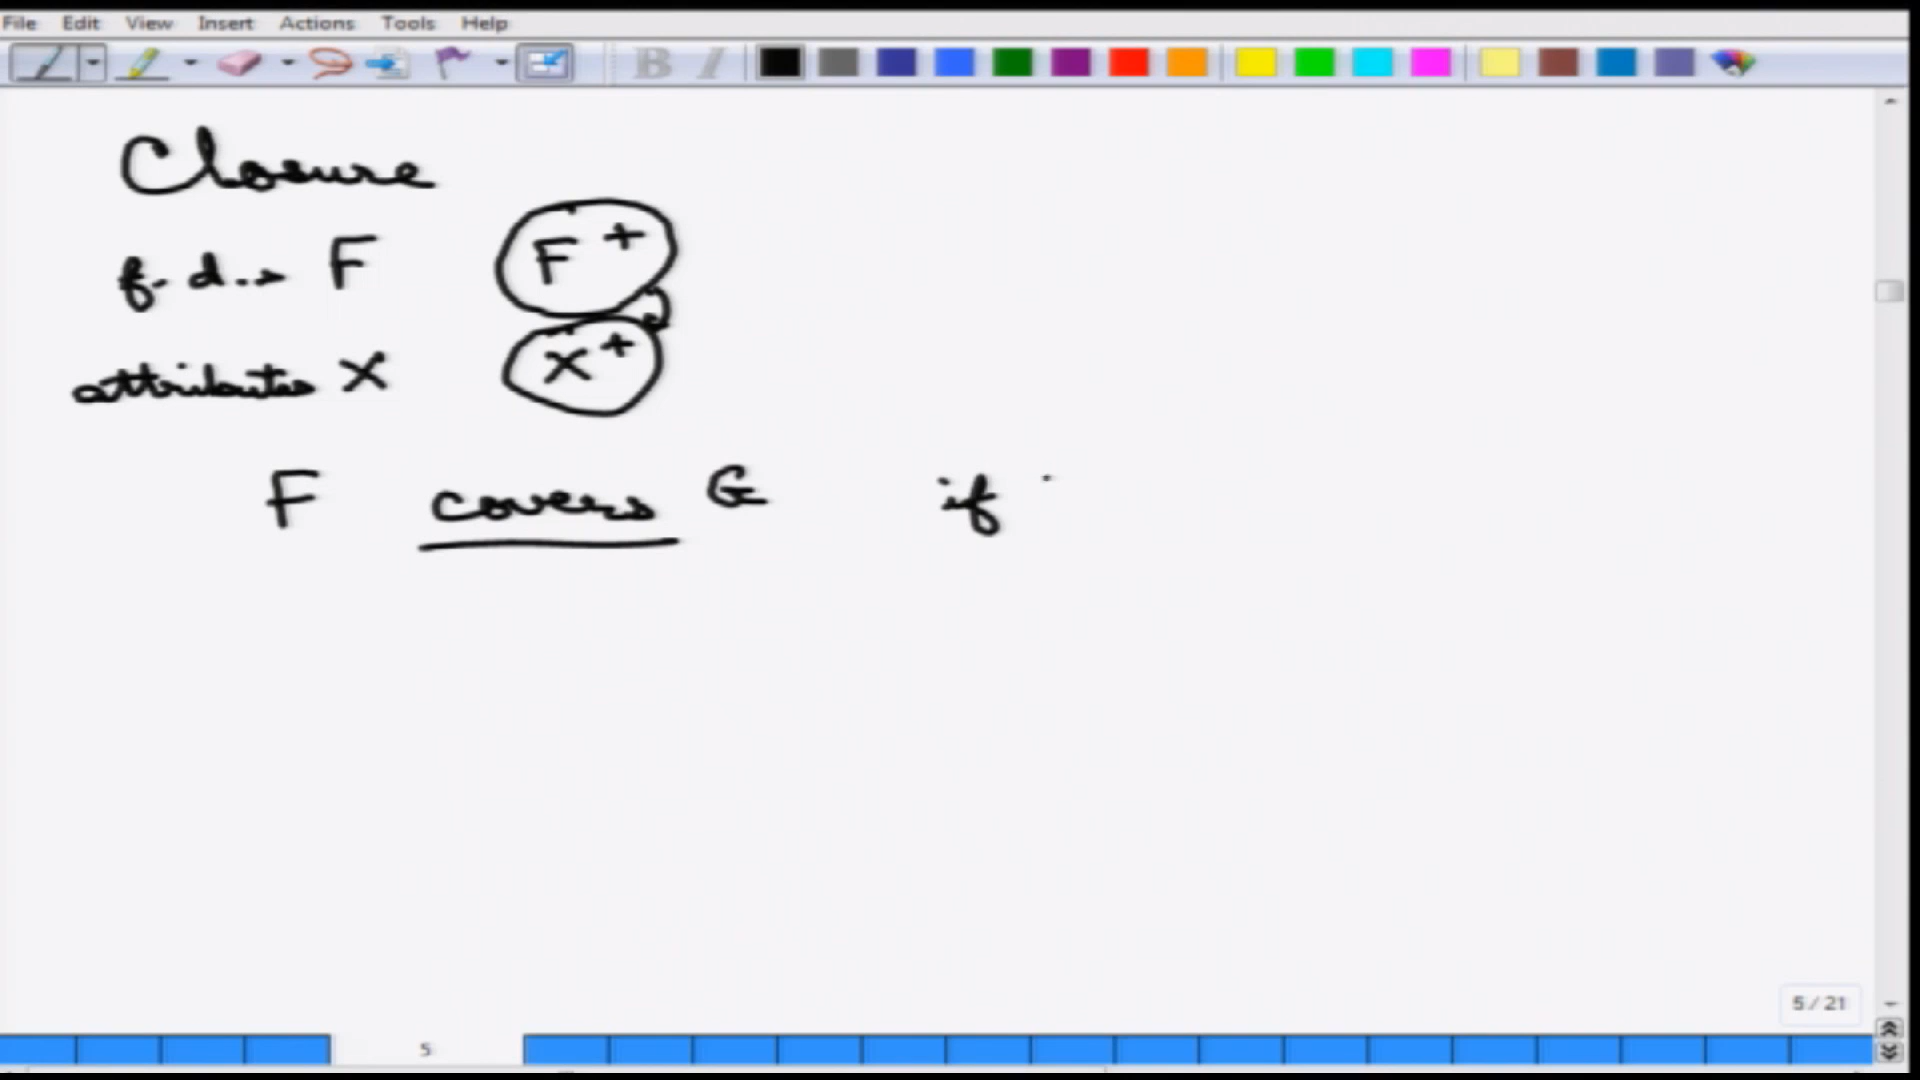 File Edit View Insert Actions Tools Help
B I
Closure
f.d.s F F+
attributes X X+
F covers G if
5 / 21
5